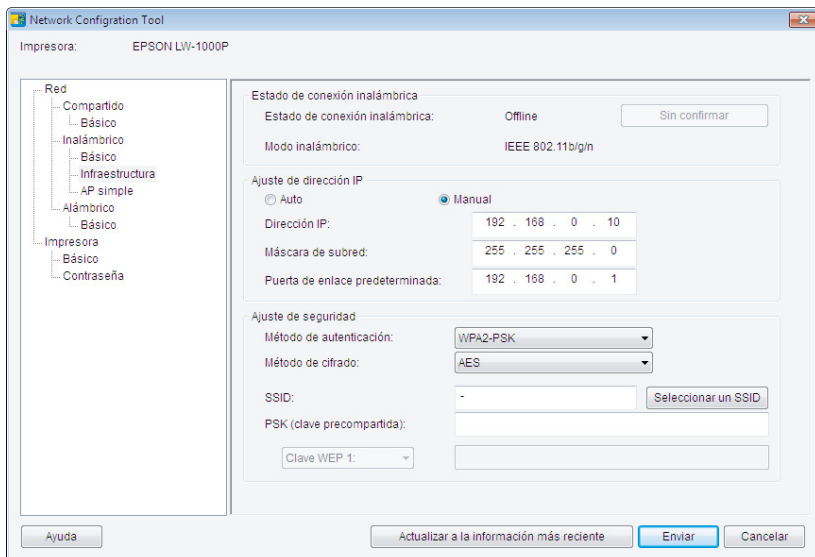 Network Configration Tool
Impresora: EPSON LW-1000P
Red
Compartido
Básico
Inalámbrico
Básico
Infraestructura
AP simple
Alámbrico
Básico
Impresora
Básico
Contraseña
Estado de conexión inalámbrica
Estado de conexión inalámbrica: Offline Sin confirmar
Modo inalámbrico: IEEE 802.11b/g/n
Ajuste de dirección IP
Auto Manual
Dirección IP: 192 . 168 . 0 . 10
Máscara de subred: 255 . 255 . 255 . 0
Puerta de enlace predeterminada: 192 . 168 . 0 . 1
Ajuste de seguridad
Método de autenticación: WPA2-PSK
Método de cifrado: AES
SSID: - Seleccionar un SSID
PSK (clave precompartida):
Clave WEP 1:
Ayuda Actualizar a la información más reciente Enviar Cancelar